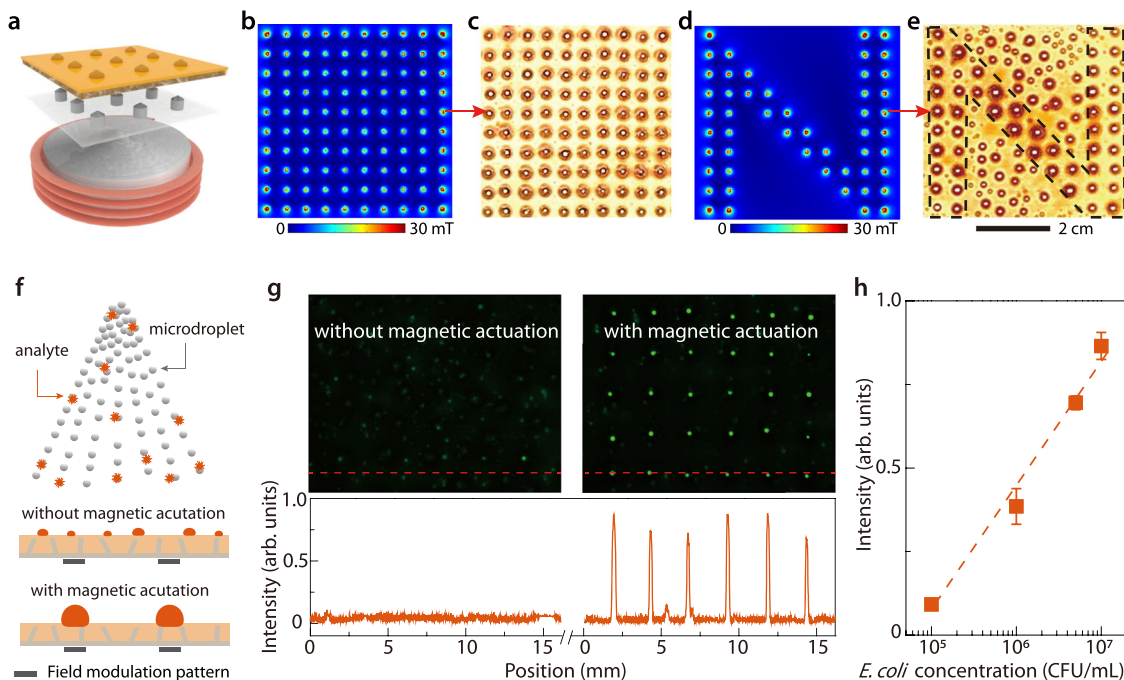 a
b
c
d
e
0
30 mT
0
30 mT
2 cm
f
microdroplet
analyte
without magnetic acutation
with magnetic acutation
Field modulation pattern
g
without magnetic actuation
with magnetic actuation
Intensity (arb. units)
1.0
0.5
0
0
5
10
15
//
0
5
10
15
Position (mm)
h
Intensity (arb. units)
1.0
0.5
0
10⁵
10⁶
10⁷
E. coli concentration (CFU/mL)